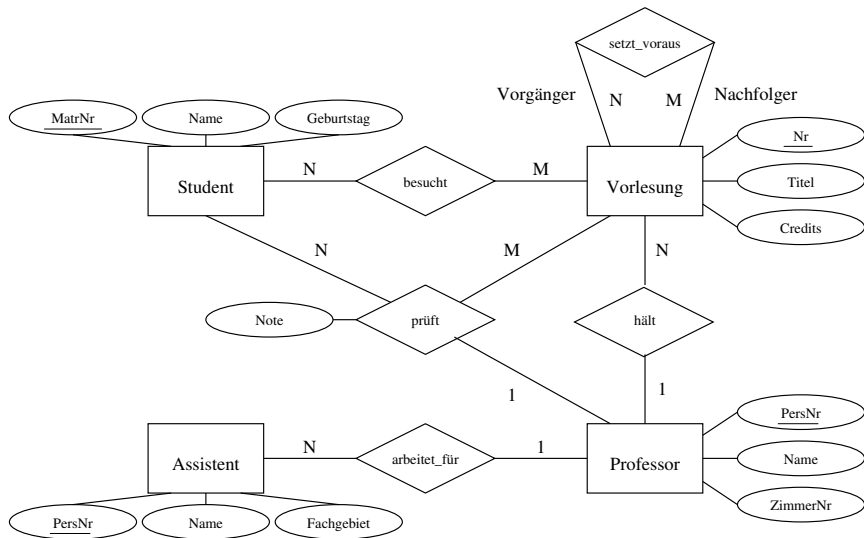 setzt_voraus
Vorgänger
N
M
Nachfolger
MatrNr
Name
Geburtstag
Nr
Student
N
besucht
M
Vorlesung
Titel
Credits
N
M
N
Note
prüft
hält
1
1
PersNr
Assistent
N
arbeitet_für
1
Professor
Name
ZimmerNr
PersNr
Name
Fachgebiet